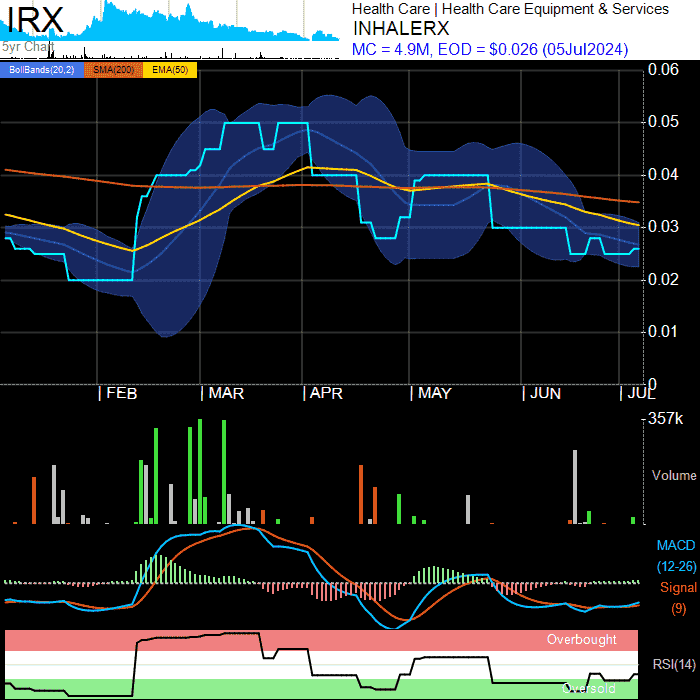 IRX
5yr Chart
Health Care | Health Care Equipment & Services
INHALERX
MC = 4.9M, EOD = $0.026 (05Jul2024)
BollBands(20,2) SMA(200) EMA(50)
0.06
0.05
0.04
0.03
0.02
0.01
0
| FEB | MAR | APR | MAY | JUN | JUL
357k
Volume
MACD
(12-26)
Signal
(9)
Overbought
RSI(14)
Oversold